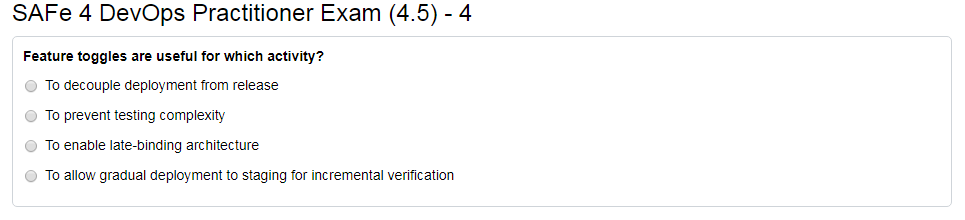 SAFe 4 DevOps Practitioner Exam (4.5) - 4
Feature toggles are useful for which activity?
To decouple deployment from release
To prevent testing complexity
To enable late-binding architecture
To allow gradual deployment to staging for incremental verification